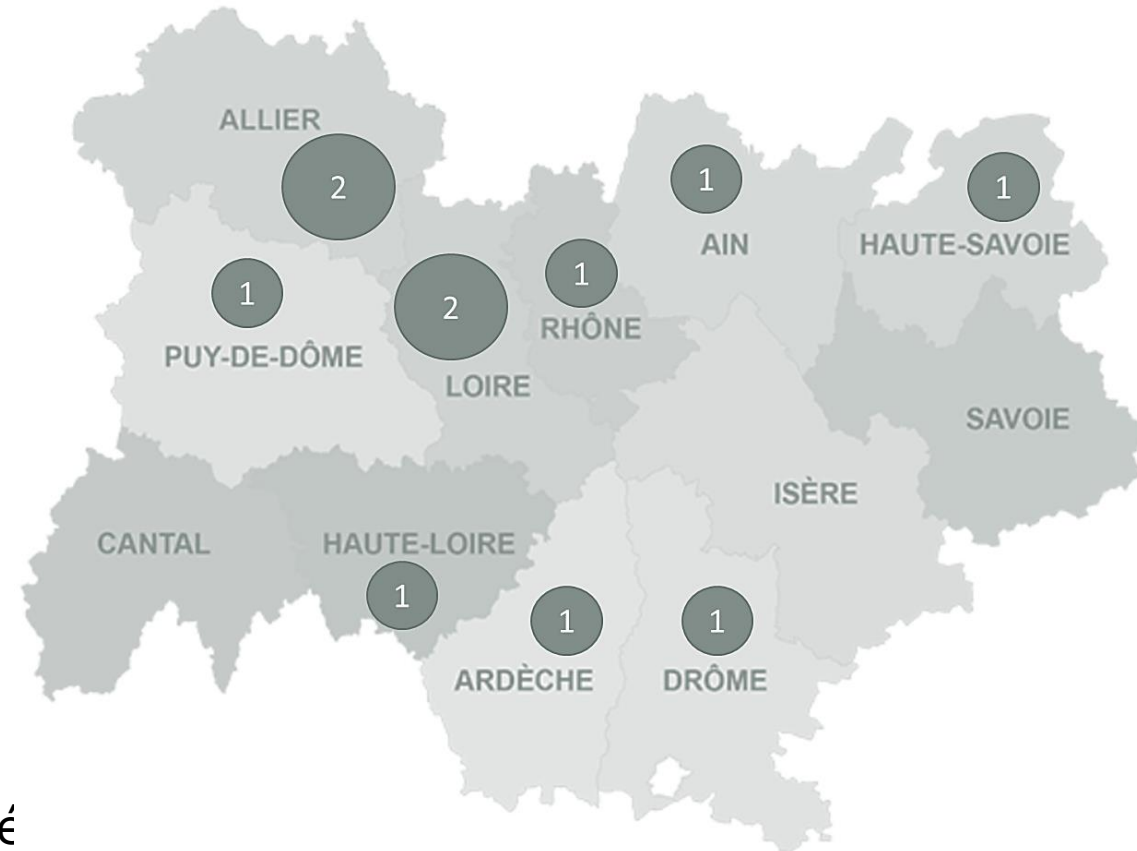 ALLIER
2
1
AIN
1
HAUTE-SAVOIE
1
PUY-DE-DÔME
2
LOIRE
1
RHÔNE
SAVOIE
ISÈRE
CANTAL
HAUTE-LOIRE
1
1
ARDÈCHE
1
DRÔME
é